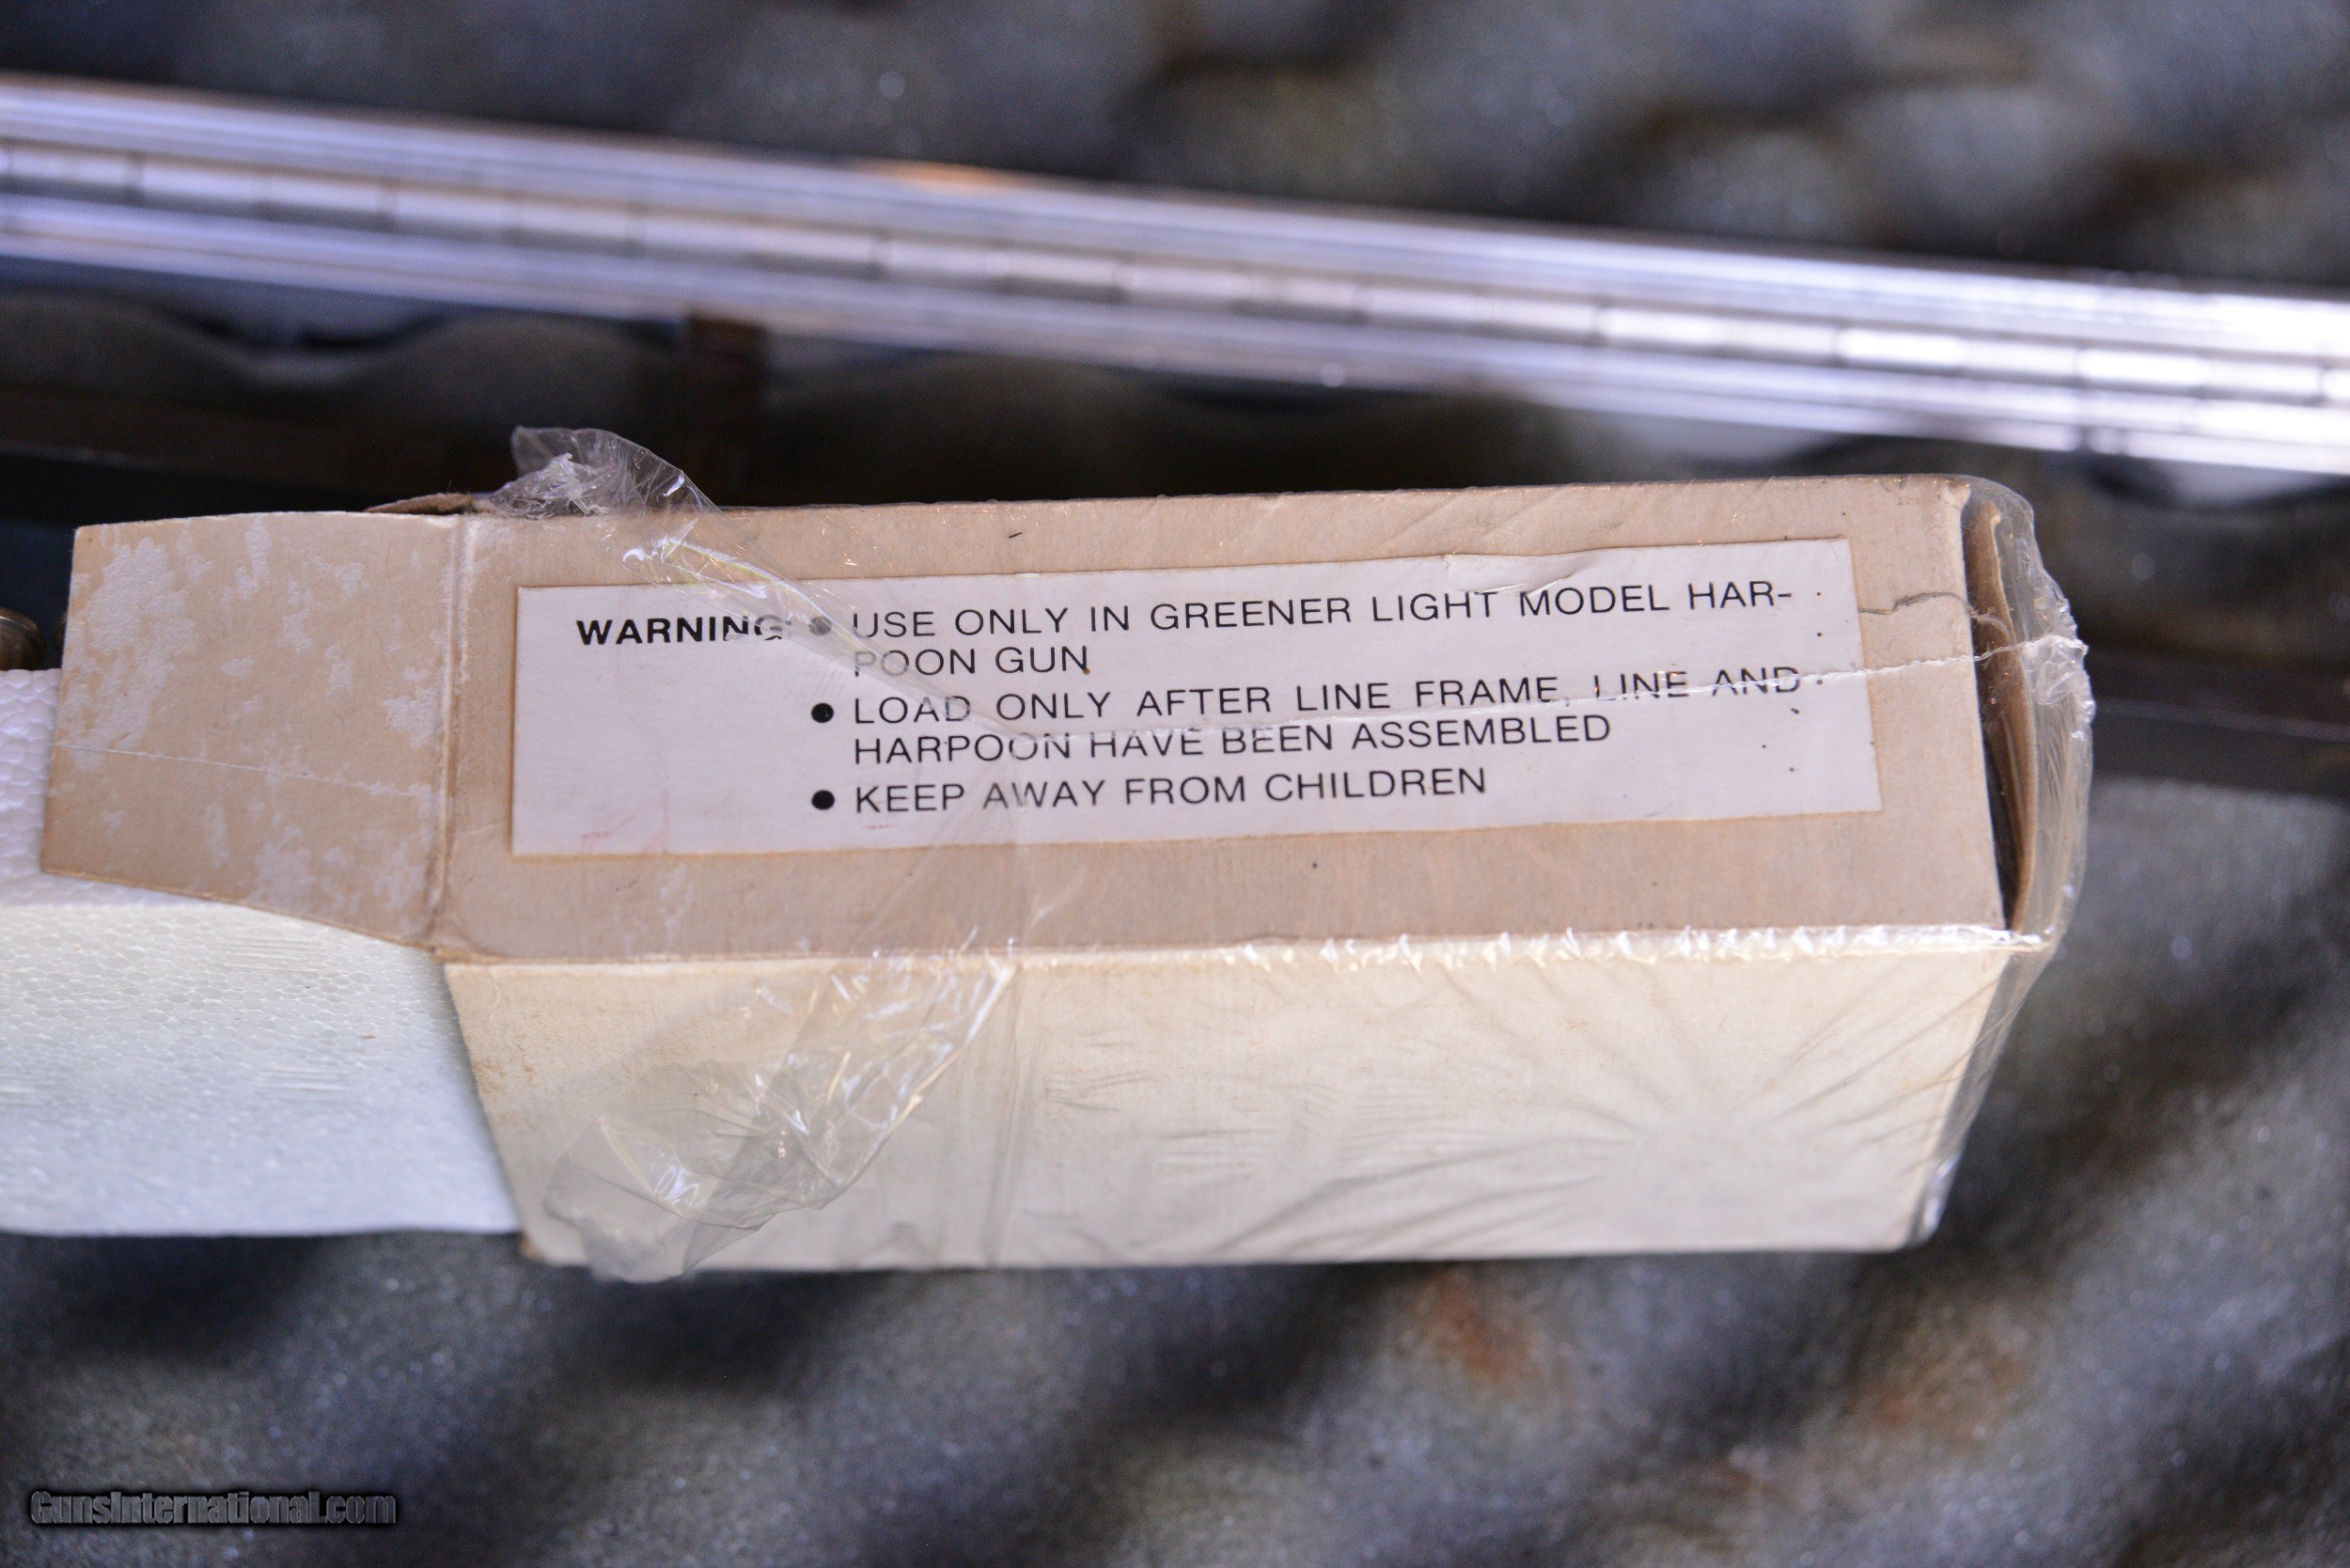 WARNING: ● USE ONLY IN GREENER LIGHT MODEL HAR-
POON GUN
● LOAD ONLY AFTER LINE FRAME, LINE AND
HARPOON HAVE BEEN ASSEMBLED
● KEEP AWAY FROM CHILDREN
GunsInternational.com